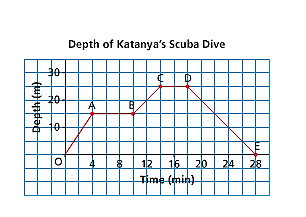 Depth of Katanya's Scuba Dive
Depth (m)
30
20
10
C D
A B
O E
4 8 12 16 20 24 28
Time (min)